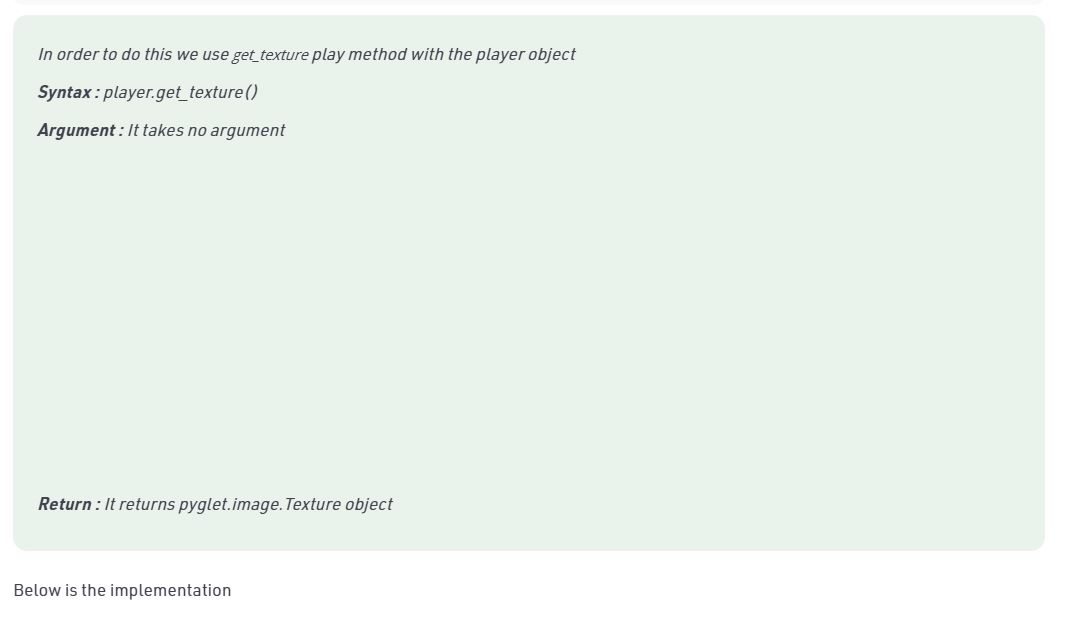 In order to do this we use get_texture play method with the player object
Syntax : player.get_texture()
Argument : It takes no argument
Return : It returns pyglet.image.Texture object
Below is the implementation